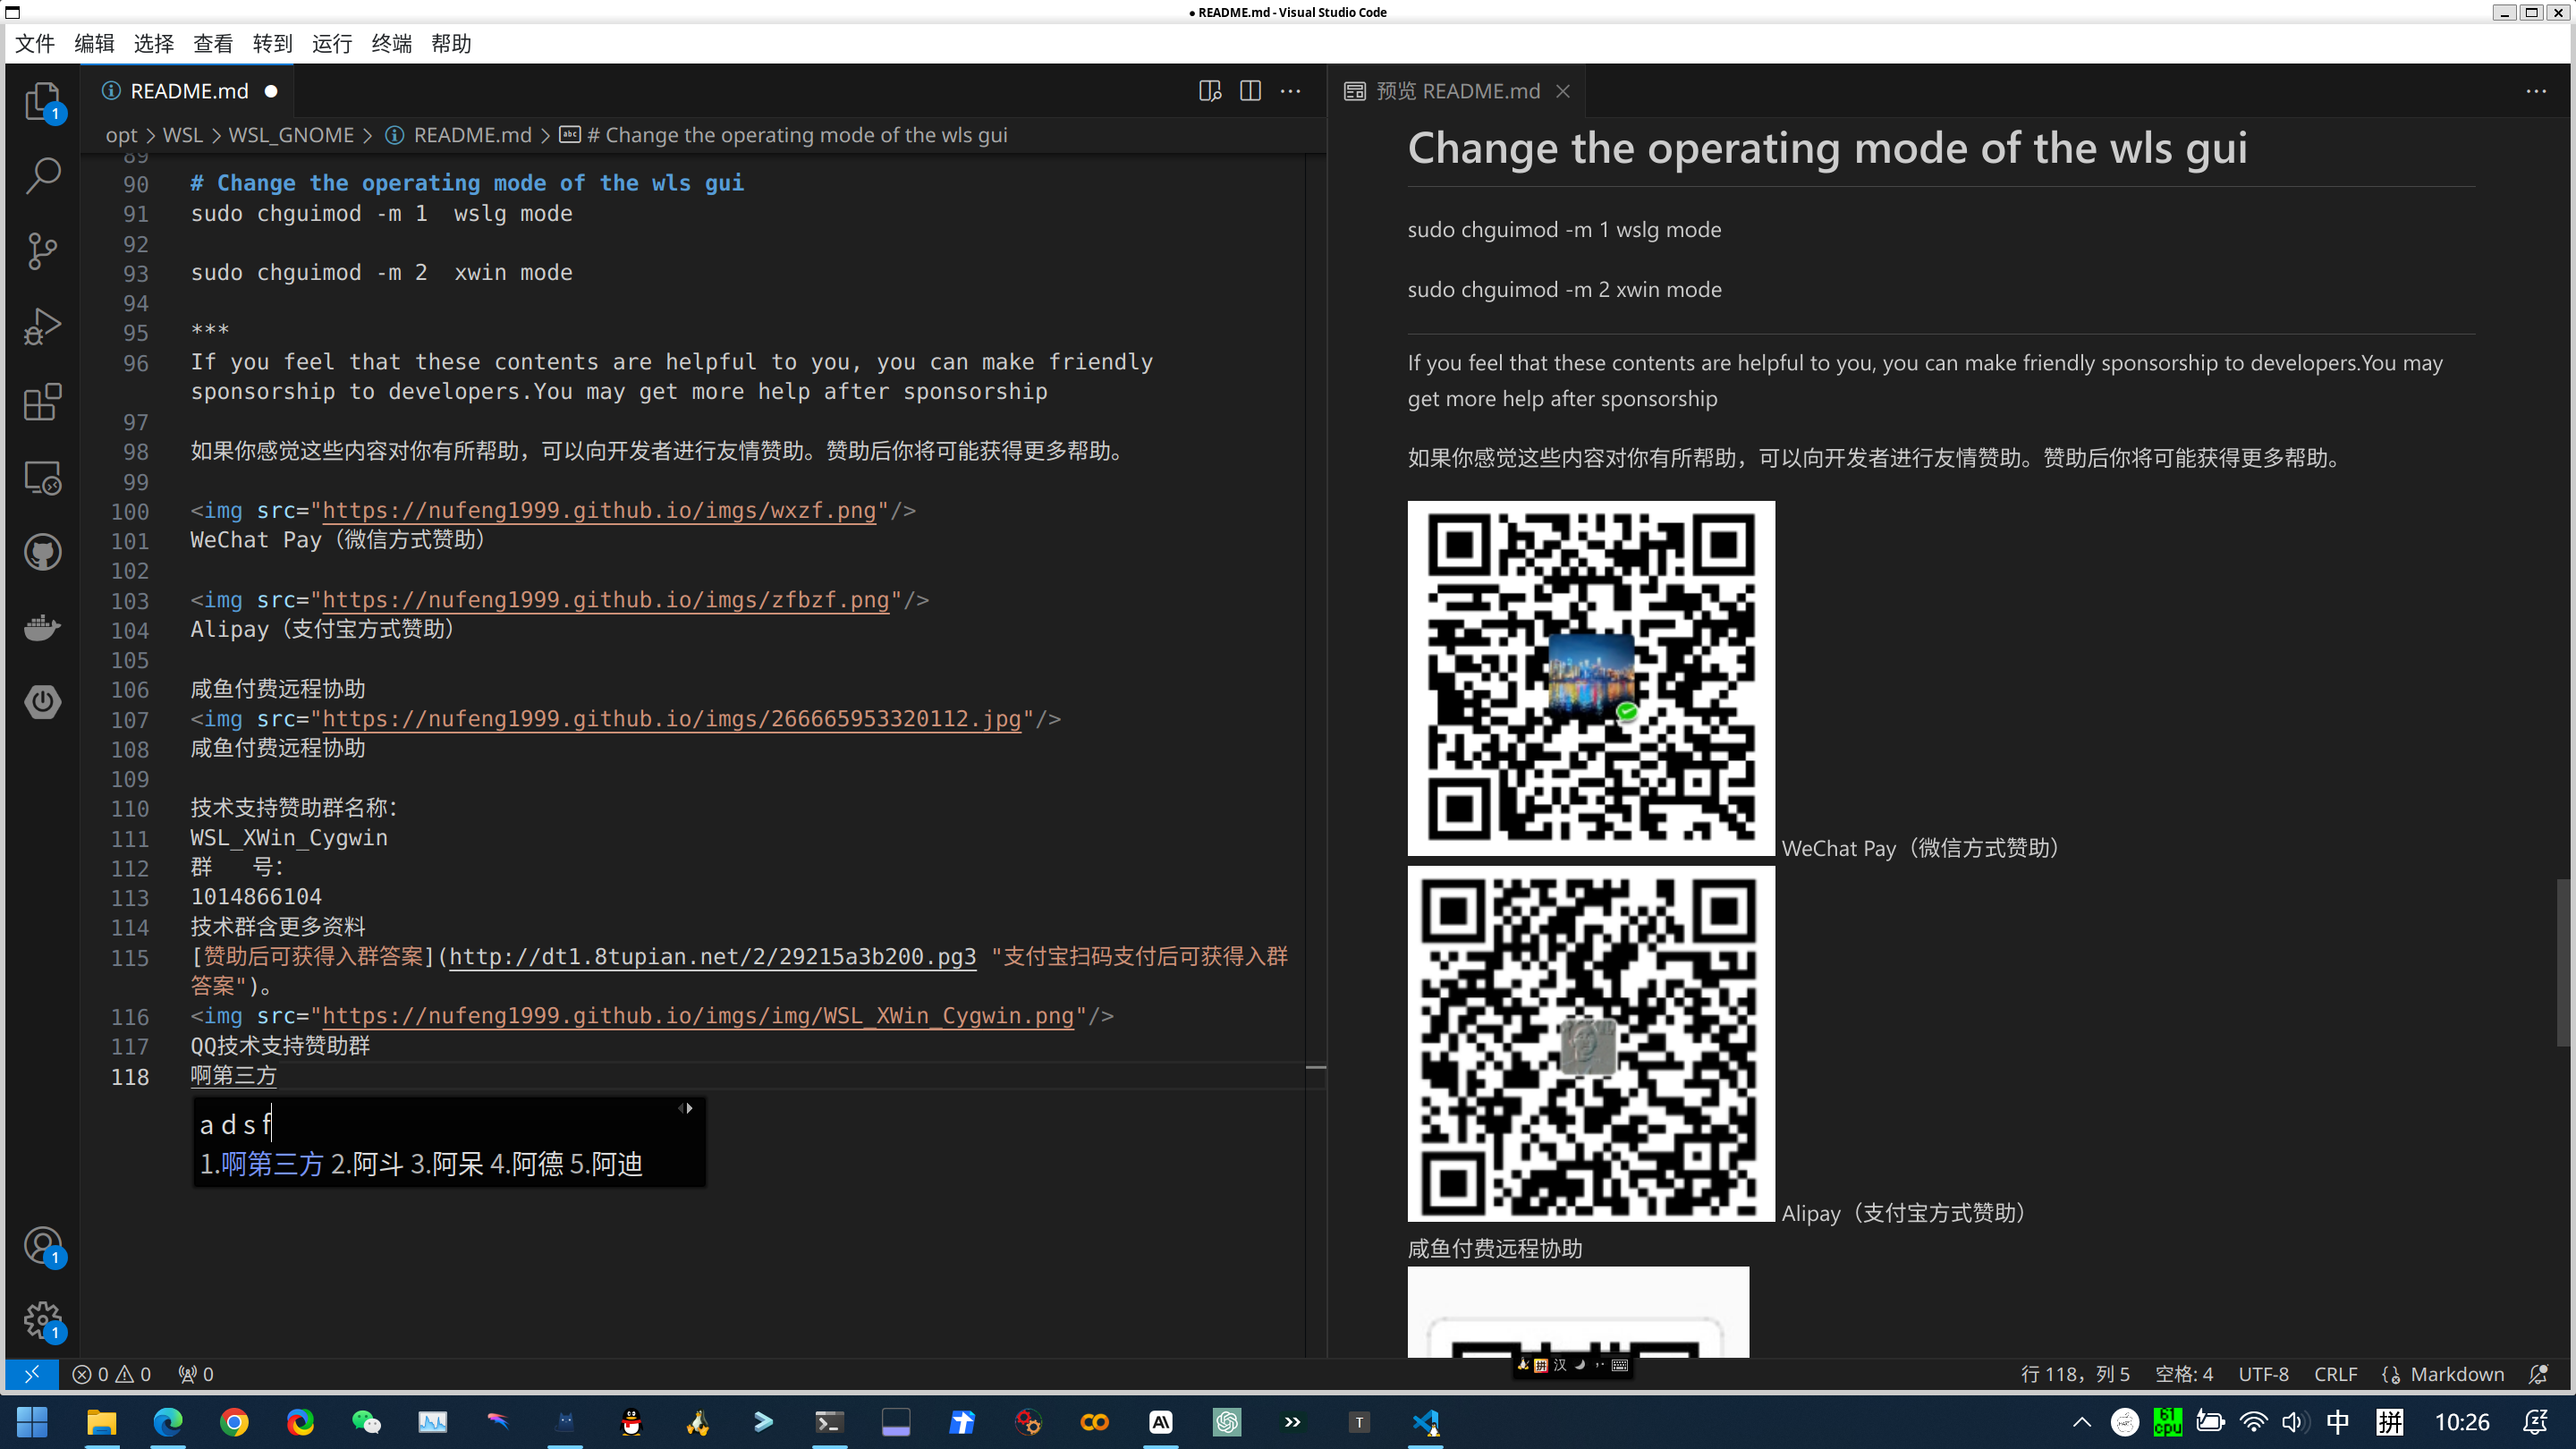 ● README.md - Visual Studio Code
文件 编辑 选择 查看 转到 运行 终端 帮助
README.md
预览 README.md
opt > WSL > WSL_GNOME > README.md > # Change the operating mode of the wls gui
89
90 # Change the operating mode of the wls gui
91 sudo chguimod -m 1  wslg mode
92
93 sudo chguimod -m 2  xwin mode
94
95 ***
96 If you feel that these contents are helpful to you, you can make friendly
sponsorship to developers.You may get more help after sponsorship
97
98 如果你感觉这些内容对你有所帮助，可以向开发者进行友情赞助。赞助后你将可能获得更多帮助。
99
100 <img src="https://nufeng1999.github.io/imgs/wxzf.png"/>
101 WeChat Pay（微信方式赞助）
102
103 <img src="https://nufeng1999.github.io/imgs/zfbzf.png"/>
104 Alipay（支付宝方式赞助）
105
106 咸鱼付费远程协助
107 <img src="https://nufeng1999.github.io/imgs/266665953320112.jpg"/>
108 咸鱼付费远程协助
109
110 技术支持赞助群名称：
111 WSL_XWin_Cygwin
112 群   号：
113 1014866104
114 技术群含更多资料
115 [赞助后可获得入群答案](http://dt1.8tupian.net/2/29215a3b200.pg3 "支付宝扫码支付后可获得入群
答案")。
116 <img src="https://nufeng1999.github.io/imgs/img/WSL_XWin_Cygwin.png"/>
117 QQ技术支持赞助群
118 啊第三方
a d s f
1.啊第三方 2.阿斗 3.阿呆 4.阿德 5.阿迪
Change the operating mode of the wls gui
sudo chguimod -m 1 wslg mode
sudo chguimod -m 2 xwin mode
If you feel that these contents are helpful to you, you can make friendly sponsorship to developers.You may
get more help after sponsorship
如果你感觉这些内容对你有所帮助，可以向开发者进行友情赞助。赞助后你将可能获得更多帮助。
WeChat Pay（微信方式赞助）
Alipay（支付宝方式赞助）
咸鱼付费远程协助
1
1
1
拼 汉
0 0 0
行 118，列 5 空格: 4 UTF-8 CRLF Markdown
61 cpu
中 拼 10:26